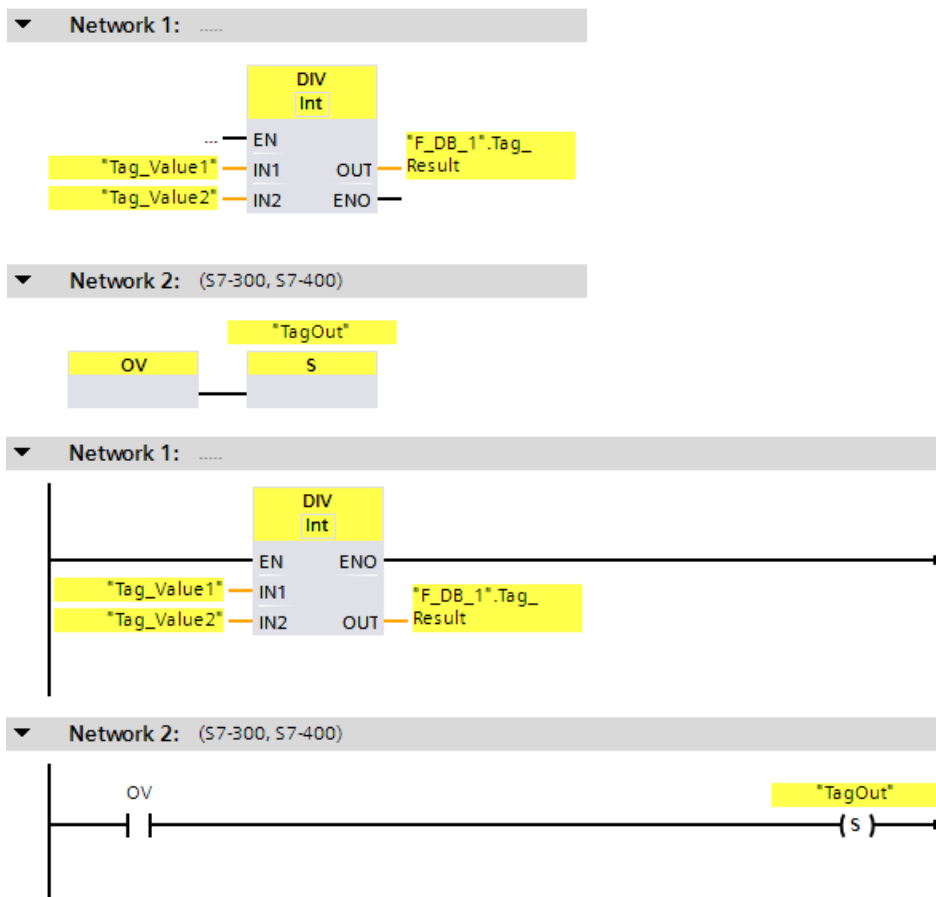 Network 1: .....
DIV
Int
... EN
"Tag_Value1" IN1 OUT "F_DB_1".Tag_
Result
"Tag_Value2" IN2 ENO
Network 2: (S7-300, S7-400)
"TagOut"
OV S
Network 1: .....
DIV
Int
EN ENO
"Tag_Value1" IN1 "F_DB_1".Tag_
"Tag_Value2" IN2 OUT Result
Network 2: (S7-300, S7-400)
OV "TagOut"
S